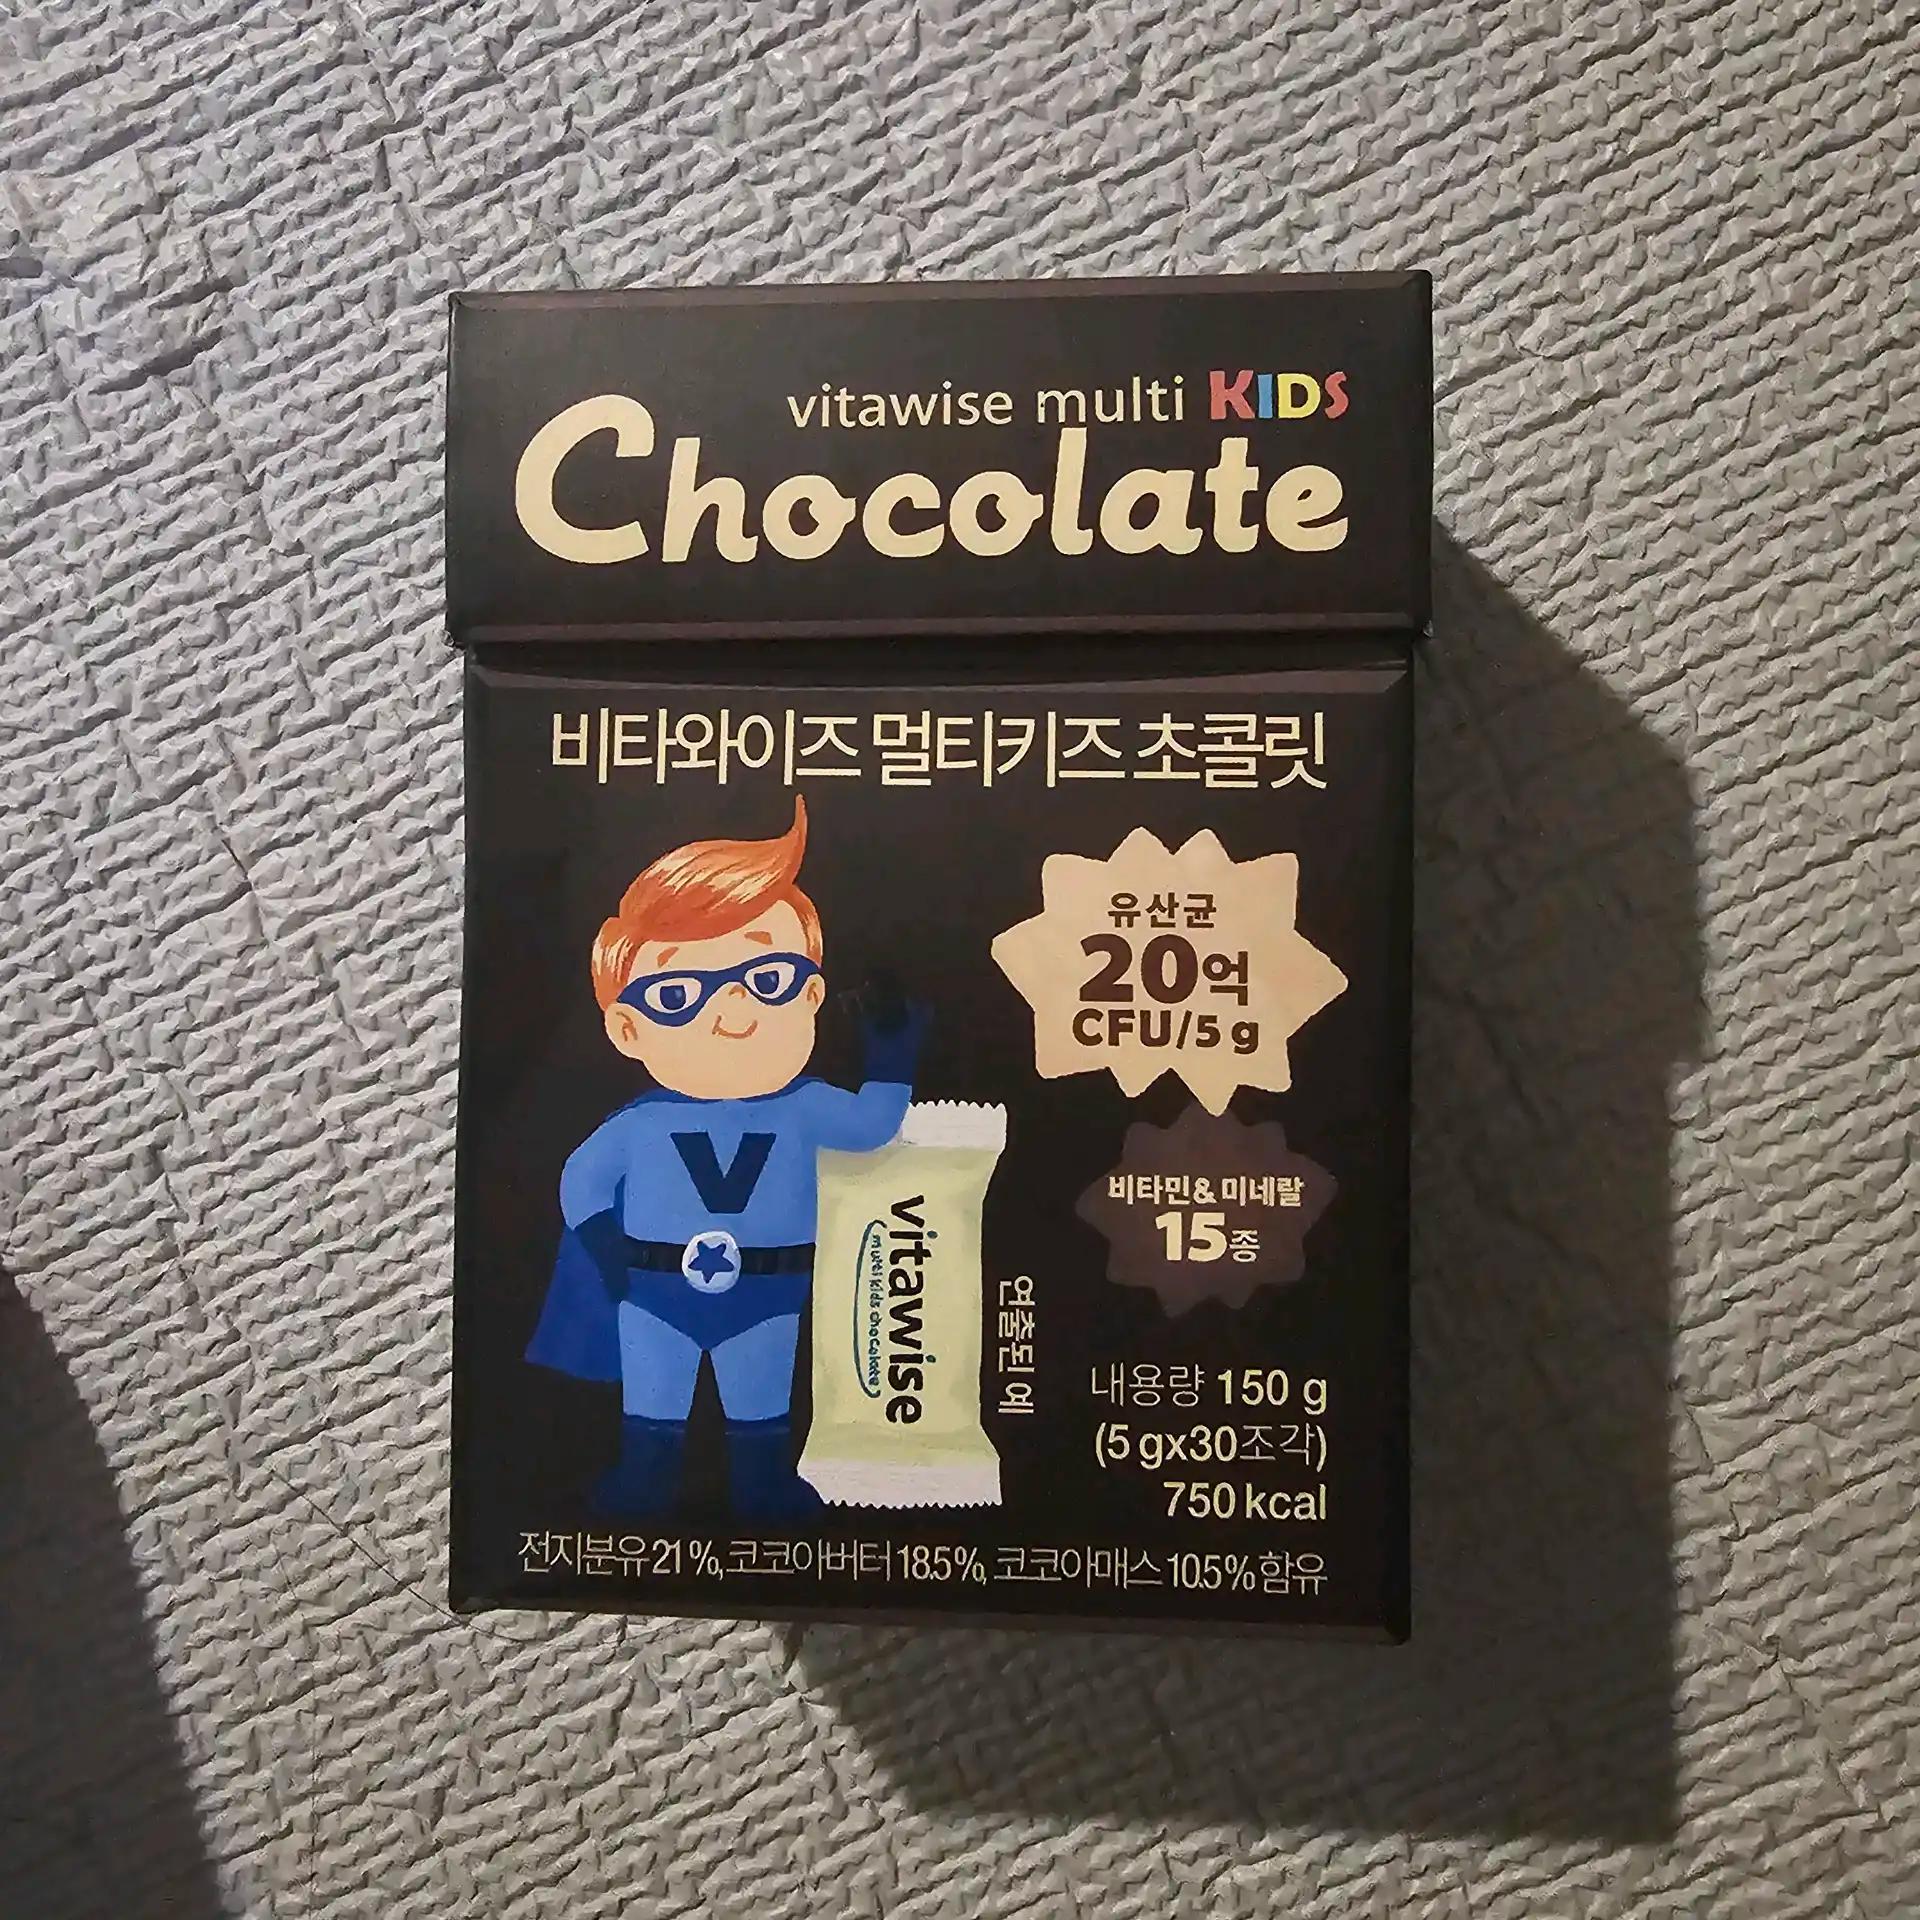 vitawise multi KIDS
Chocolate
비타와이즈 멀티키즈 초콜릿
유산균
20억
CFU/5 g
비타민&미네랄
15종
V
vitawise
multi kids chocolate
연출된 예
내용량 150 g
(5 gx30조각)
750 kcal
전지분유 21 %, 코코아버터 18.5 %, 코코아매스 10.5 % 함유